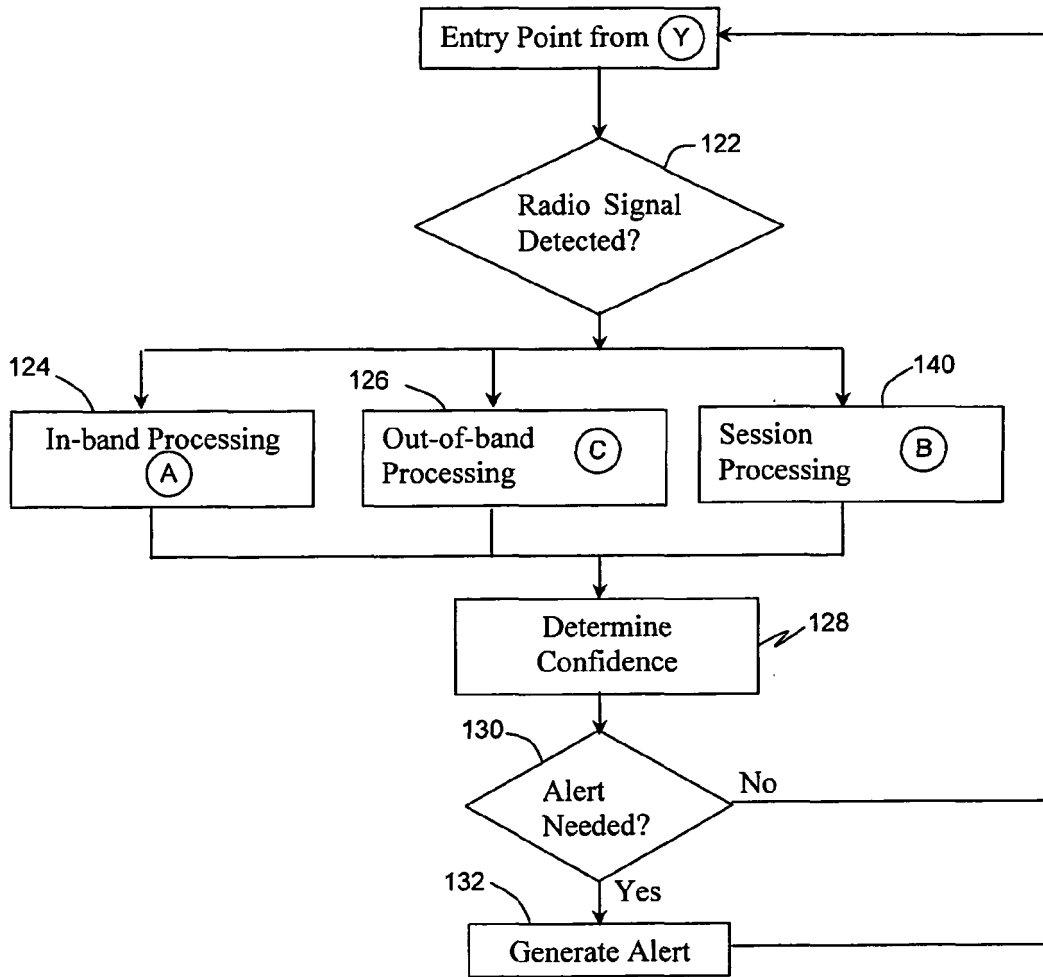 Entry Point from Y
122
Radio Signal
Detected?
124
126
140
In-band Processing
A
Out-of-band
Processing
C
Session
Processing
B
Determine
Confidence
128
130
Alert
Needed?
No
Yes
132
Generate Alert